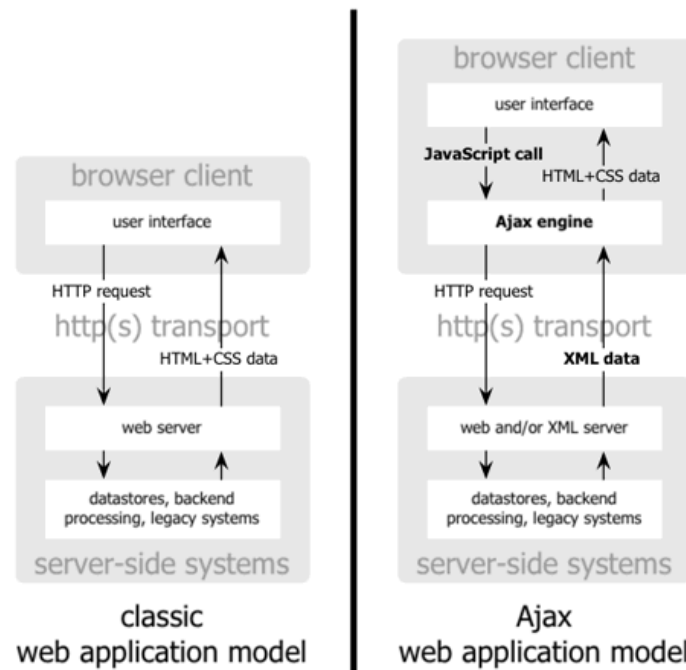 browser client
user interface
HTTP request
http(s) transport
HTML+CSS data
web server
datastores, backend
processing, legacy systems
server-side systems
classic
web application model
browser client
user interface
JavaScript call
HTML+CSS data
Ajax engine
HTTP request
http(s) transport
XML data
web and/or XML server
datastores, backend
processing, legacy systems
server-side systems
Ajax
web application model